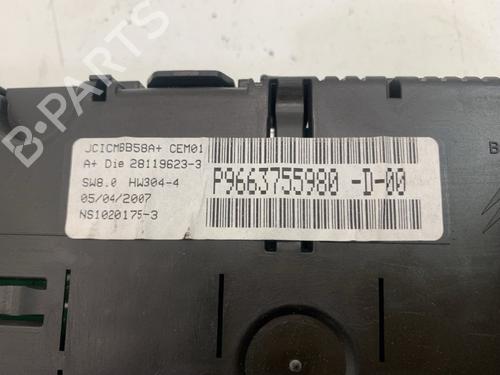 B-PARTS
JCICMBB58A+ CEM01
A+ Die 28119623-3
SW8.0 HW304-4
05/04/2007
NS1020175-3
P9663755980 -D-00